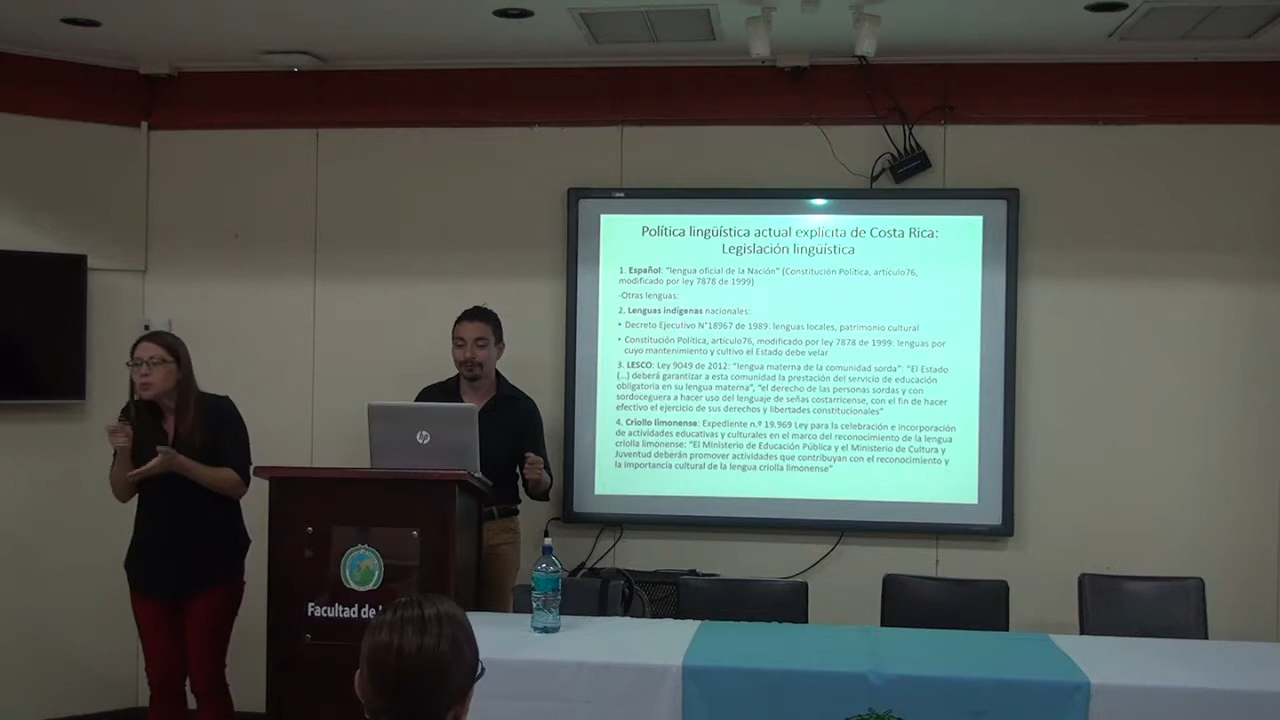 Política lingüística actual explícita de Costa Rica:
Legislación lingüística
1. Español: "lengua oficial de la Nación" (Constitución Política, artículo76,
modificado por ley 7878 de 1999)
-Otras lenguas:
2. Lenguas indígenas nacionales:
• Decreto Ejecutivo N°18967 de 1989: lenguas locales, patrimonio cultural
• Constitución Política, artículo76, modificado por ley 7878 de 1999: lenguas por
cuyo mantenimiento y cultivo el Estado debe velar
3. LESCO: Ley 9049 de 2012: "lengua materna de la comunidad sorda": "El Estado
(...) deberá garantizar a esta comunidad la prestación del servicio de educación
obligatoria en su lengua materna", "el derecho de las personas sordas y con
sordoceguera a hacer uso del lenguaje de señas costarricense, con el fin de hacer
efectivo el ejercicio de sus derechos y libertades constitucionales"
4. Criollo limonense: Expediente n.º 19.969 Ley para la celebración e incorporación
de actividades educativas y culturales en el marco del reconocimiento de la lengua
criolla limonense: "El Ministerio de Educación Pública y el Ministerio de Cultura y
Juventud deberán promover actividades que contribuyan con el reconocimiento y
la importancia cultural de la lengua criolla limonense"
hp
Facultad de